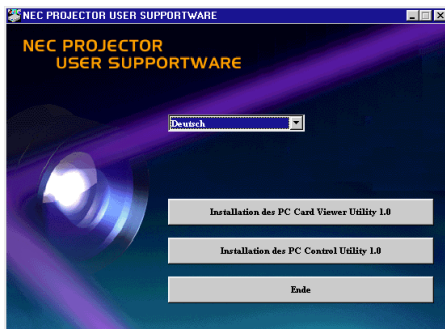 NEC PROJECTOR USER SUPPORTWARE
NEC PROJECTOR
USER SUPPORTWARE
Deutsch
Installation des PC Card Viewer Utility 1.0
Installation des PC Control Utility 1.0
Ende